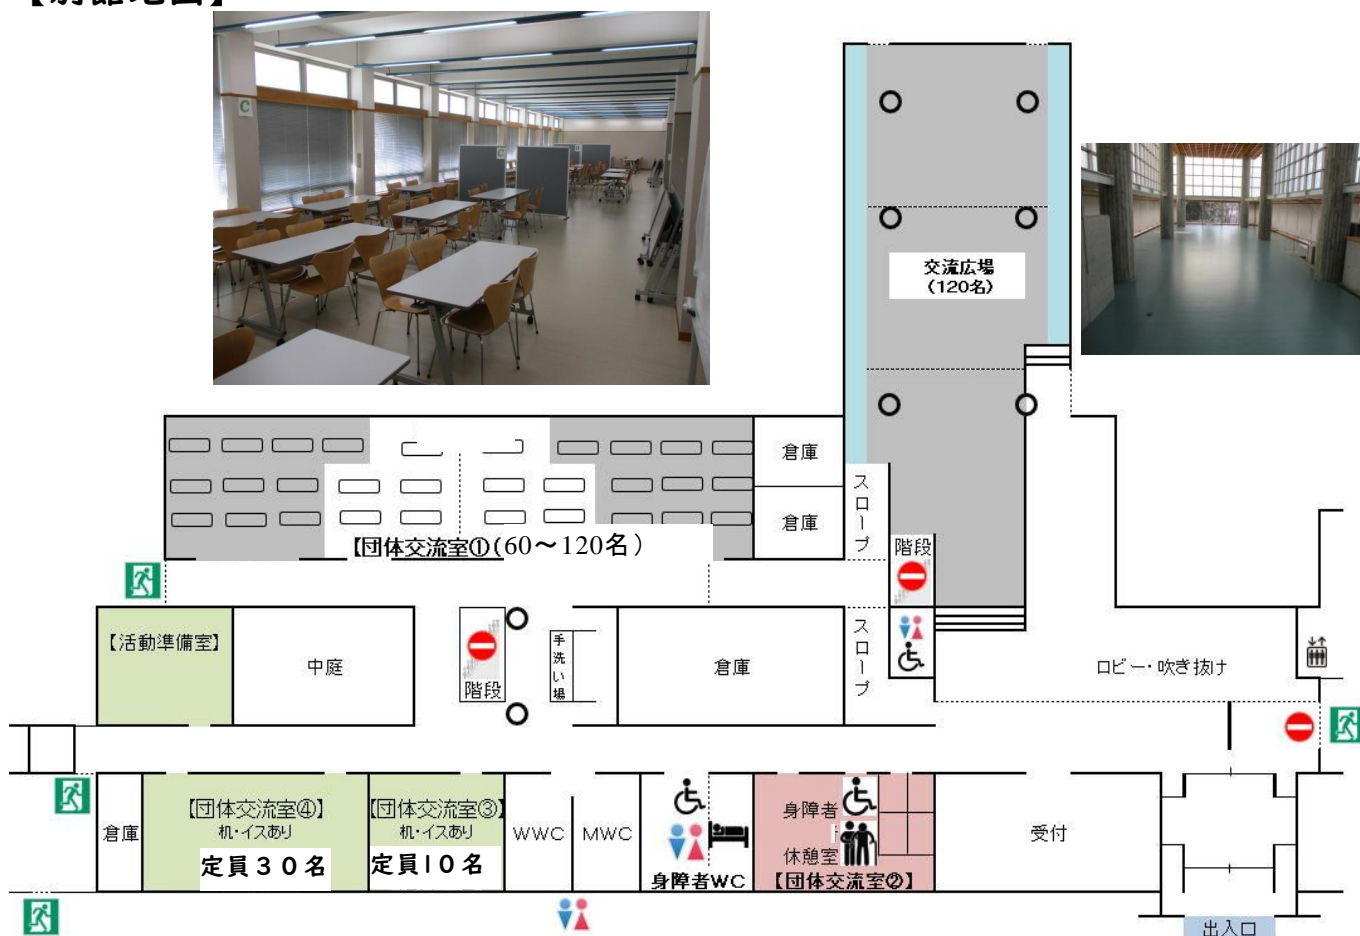 【別館地図】
C
交流広場
(120名)
倉庫
倉庫
スロープ
階段
【団体交流室①(60～120名)
【活動準備室】
中庭
階段
手洗い場
倉庫
スロープ
ロビー・吹き抜け
倉庫
【団体交流室④】
机・イスあり
定員30名
【団体交流室③】
机・イスあり
定員10名
WWC
MWC
身障者WC
身障者
休憩室
【団体交流室②】
受付
出入口